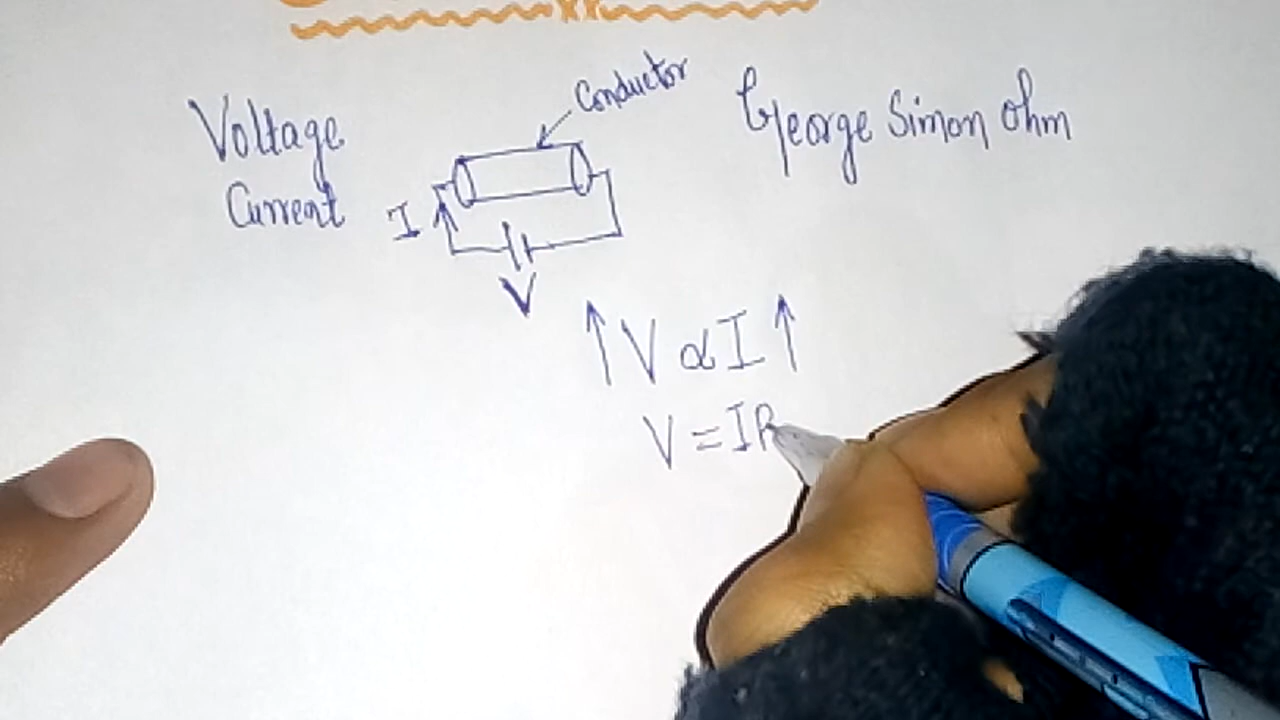 Conductor
George Simon Ohm
Voltage
Current
I
V
↑ V ∝ I ↑
V = IR